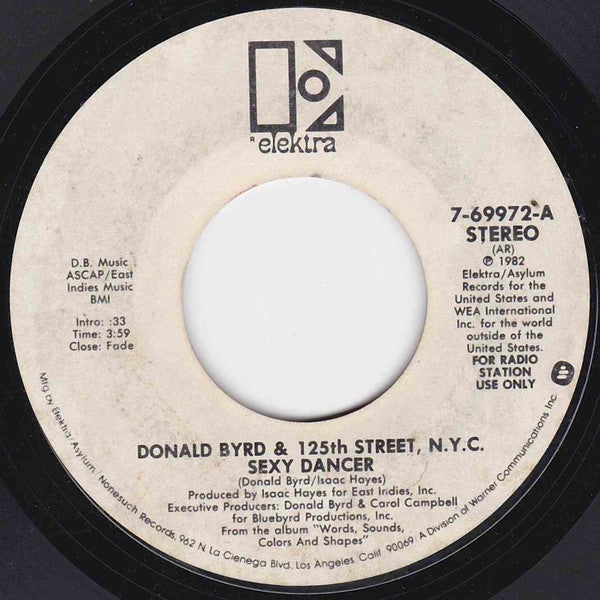 elektra
7-69972-A
STEREO
(AR)
℗ 1982
Elektra/Asylum
Records for the
United States and
WEA International
Inc. for the world
outside of the
United States.
FOR RADIO
STATION
USE ONLY
D.B. Music
ASCAP/East
Indies Music
BMI
Intro: :33
Time: 3:59
Close: Fade
DONALD BYRD & 125th STREET, N.Y.C.
SEXY DANCER
(Donald Byrd/Isaac Hayes)
Produced by Isaac Hayes for East Indies, Inc.
Executive Producers: Donald Byrd & Carol Campbell
for Bluebyrd Productions, Inc.
From the album "Words, Sounds,
Colors And Shapes"
Mfg by Elektra/Asylum/Nonesuch Records, 962 N. La Cienega Blvd. Los Angeles. Calif. 90069. A Division of Warner Communications Inc.